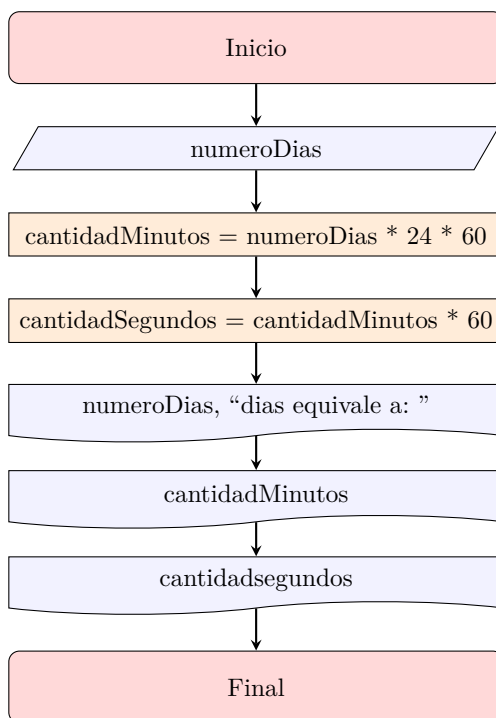 Inicio
numeroDias
cantidadMinutos = numeroDias * 24 * 60
cantidadSegundos = cantidadMinutos * 60
numeroDias, “dias equivale a: ”
cantidadMinutos
cantidadsegundos
Final